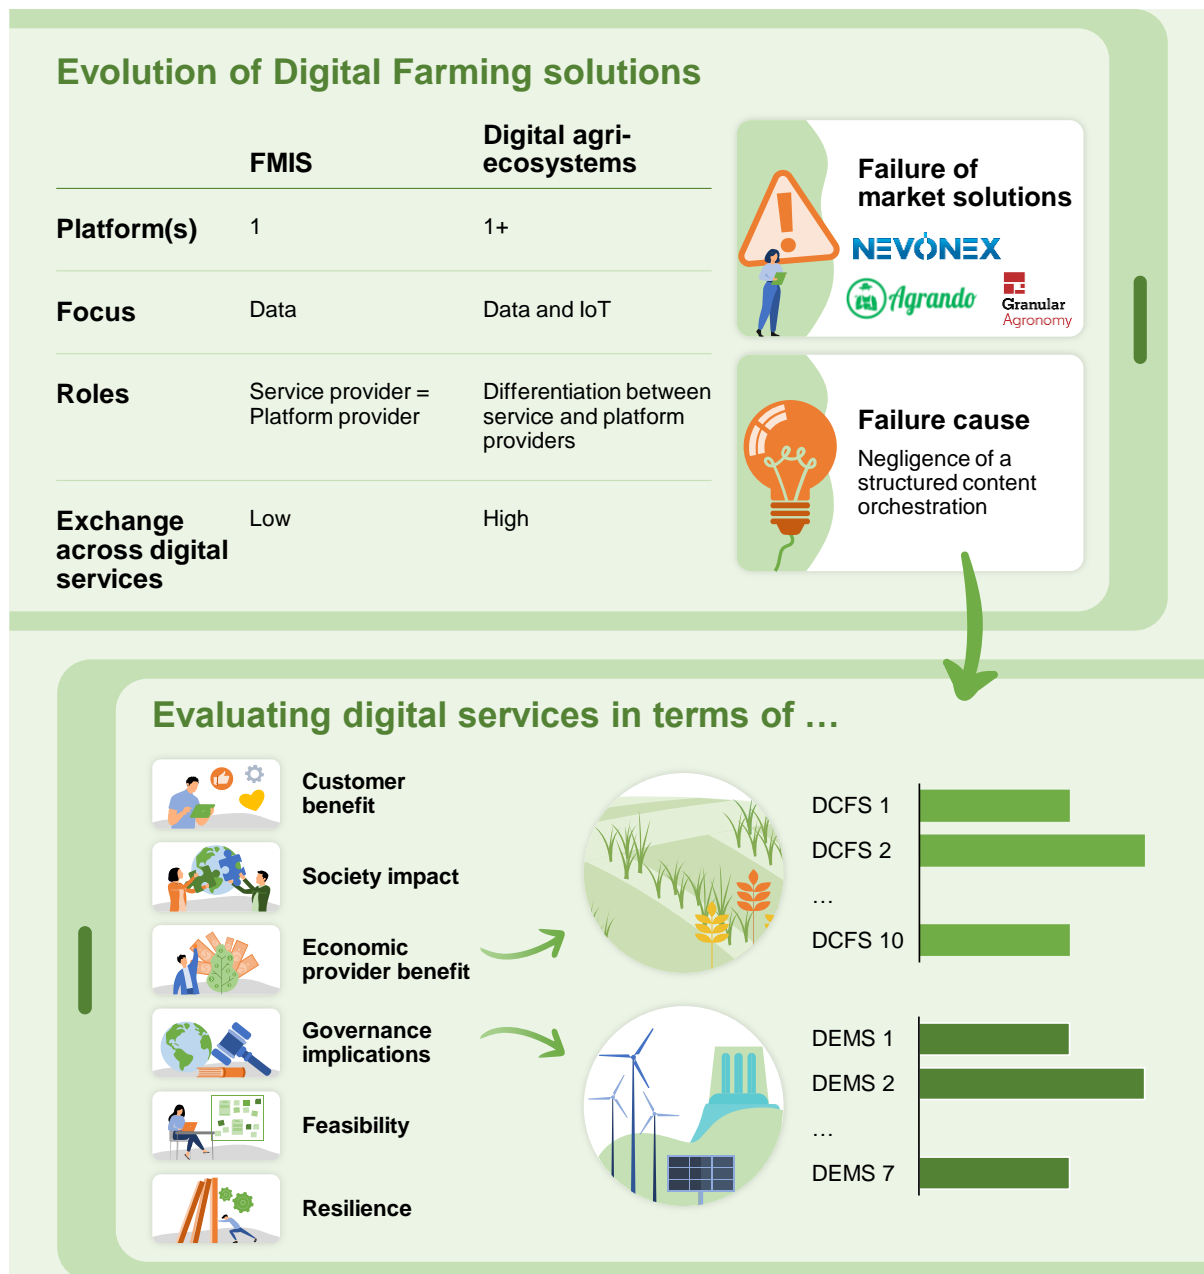 Evolution of Digital Farming solutions
FMIS
Digital agri-
ecosystems
Platform(s)
1
1+
Focus
Data
Data and IoT
Roles
Service provider =
Platform provider
Differentiation between
service and platform
providers
Exchange
across digital
services
Low
High
Failure of
market solutions
NEVONEX
Agrando
Granular
Agronomy
Failure cause
Negligence of a
structured content
orchestration
Evaluating digital services in terms of …
Customer
benefit
Society impact
Economic
provider benefit
Governance
implications
Feasibility
Resilience
DCFS 1
DCFS 2
…
DCFS 10
DEMS 1
DEMS 2
…
DEMS 7